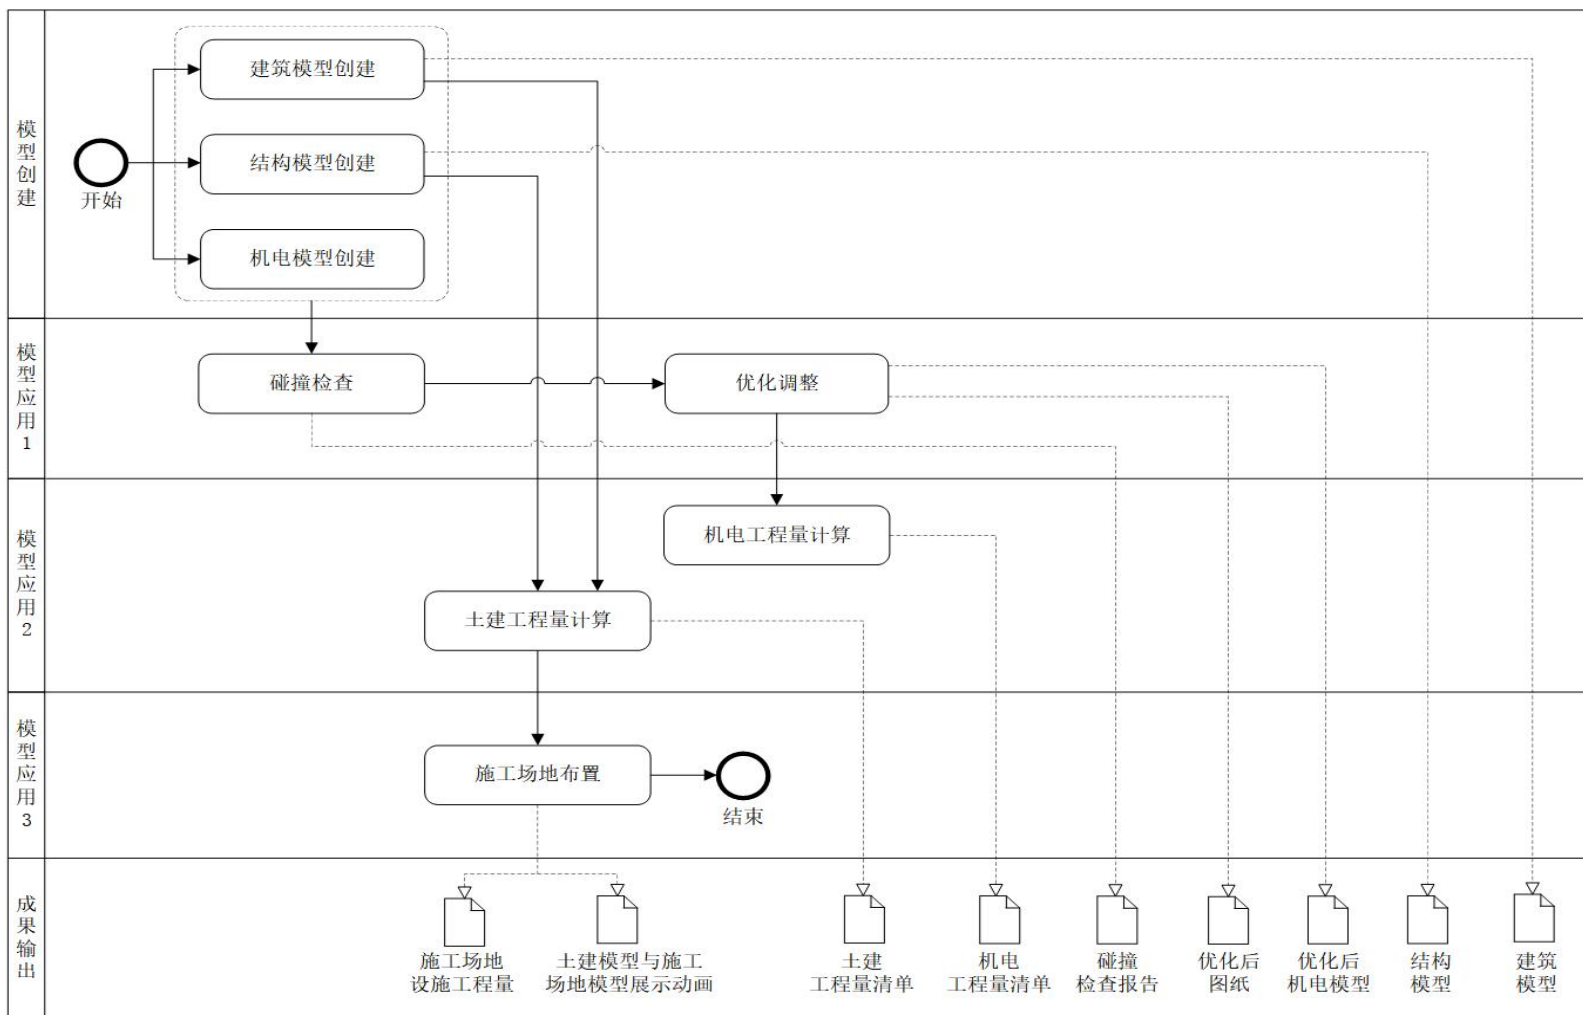 模型创建
建筑模型创建
结构模型创建
开始
机电模型创建
模型应用1
碰撞检查
优化调整
模型应用2
机电工程量计算
土建工程量计算
模型应用3
施工场地布置
结束
成果输出
施工场地
设施工程量
土建模型与施工
场地模型展示动画
土建
工程量清单
机电
工程量清单
碰撞
检查报告
优化后
图纸
优化后
机电模型
结构
模型
建筑
模型